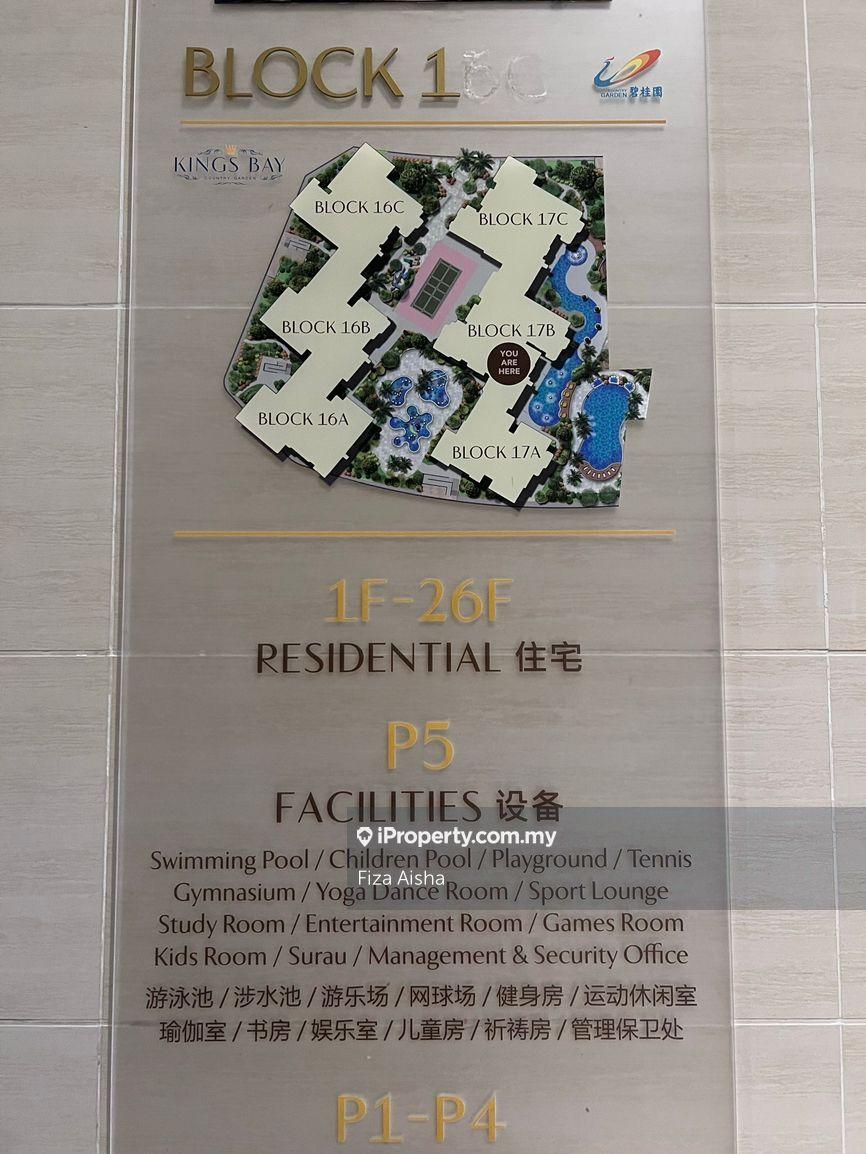 BLOCK 1
COUNTRY GARDEN 碧桂園
KINGS BAY
COUNTRY GARDEN
BLOCK 16C
BLOCK 17C
BLOCK 16B
BLOCK 17B
YOU
ARE
HERE
BLOCK 16A
BLOCK 17A
1F-26F
RESIDENTIAL 住宅
P5
FACILITIES 设备
iProperty.com.my
Swimming Pool / Children Pool / Playground / Tennis
Fiza Aisha
Gymnasium / Yoga Dance Room / Sport Lounge
Study Room / Entertainment Room / Games Room
Kids Room / Surau / Management & Security Office
游泳池 / 涉水池 / 游乐场 / 网球场 / 健身房 / 运动休闲室
瑜伽室 / 书房 / 娱乐室 / 儿童房 / 祈祷房 / 管理保卫处
P1-P4